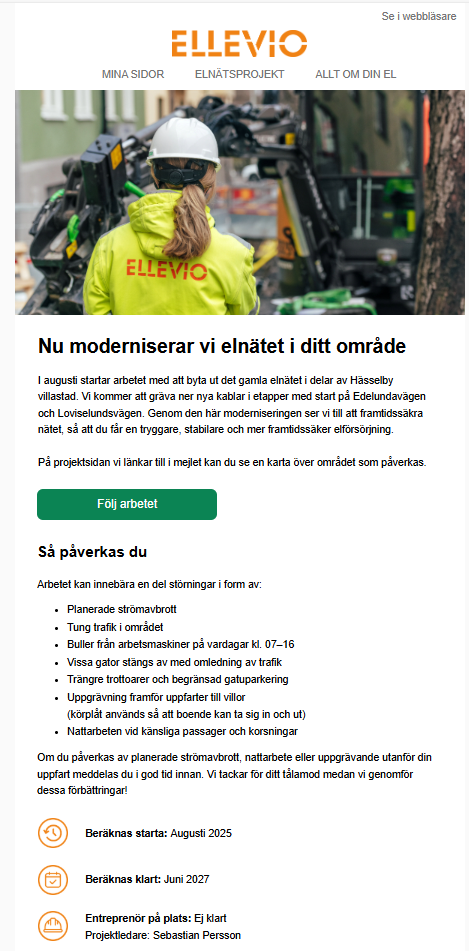 Se i webbläsare
ELLEVIO
MINA SIDOR ELNÄTSPROJEKT ALLT OM DIN EL
ELLEVIO
Nu moderniserar vi elnätet i ditt område
I augusti startar arbetet med att byta ut det gamla elnätet i delar av Hässelby
villastad. Vi kommer att gräva ner nya kablar i etapper med start på Edelundavägen
och Loviselundsvägen. Genom den här moderniseringen ser vi till att framtidssäkra
nätet, så att du får en tryggare, stabilare och mer framtidssäker elförsörjning.
På projektsidan vi länkar till i mejlet kan du se en karta över området som påverkas.
Följ arbetet
Så påverkas du
Arbetet kan innebära en del störningar i form av:
• Planerade strömavbrott
• Tung trafik i området
• Buller från arbetsmaskiner på vardagar kl. 07–16
• Vissa gator stängs av med omledning av trafik
• Trängre trottoarer och begränsad gatuparkering
• Uppgrävning framför uppfarter till villor
(körplåt används så att boende kan ta sig in och ut)
• Nattarbeten vid känsliga passager och korsningar
Om du påverkas av planerade strömavbrott, nattarbete eller uppgrävande utanför din
uppfart meddelas du i god tid innan. Vi tackar för ditt tålamod medan vi genomför
dessa förbättringar!
Beräknas starta: Augusti 2025
Beräknas klart: Juni 2027
Entreprenör på plats: Ej klart
Projektledare: Sebastian Persson